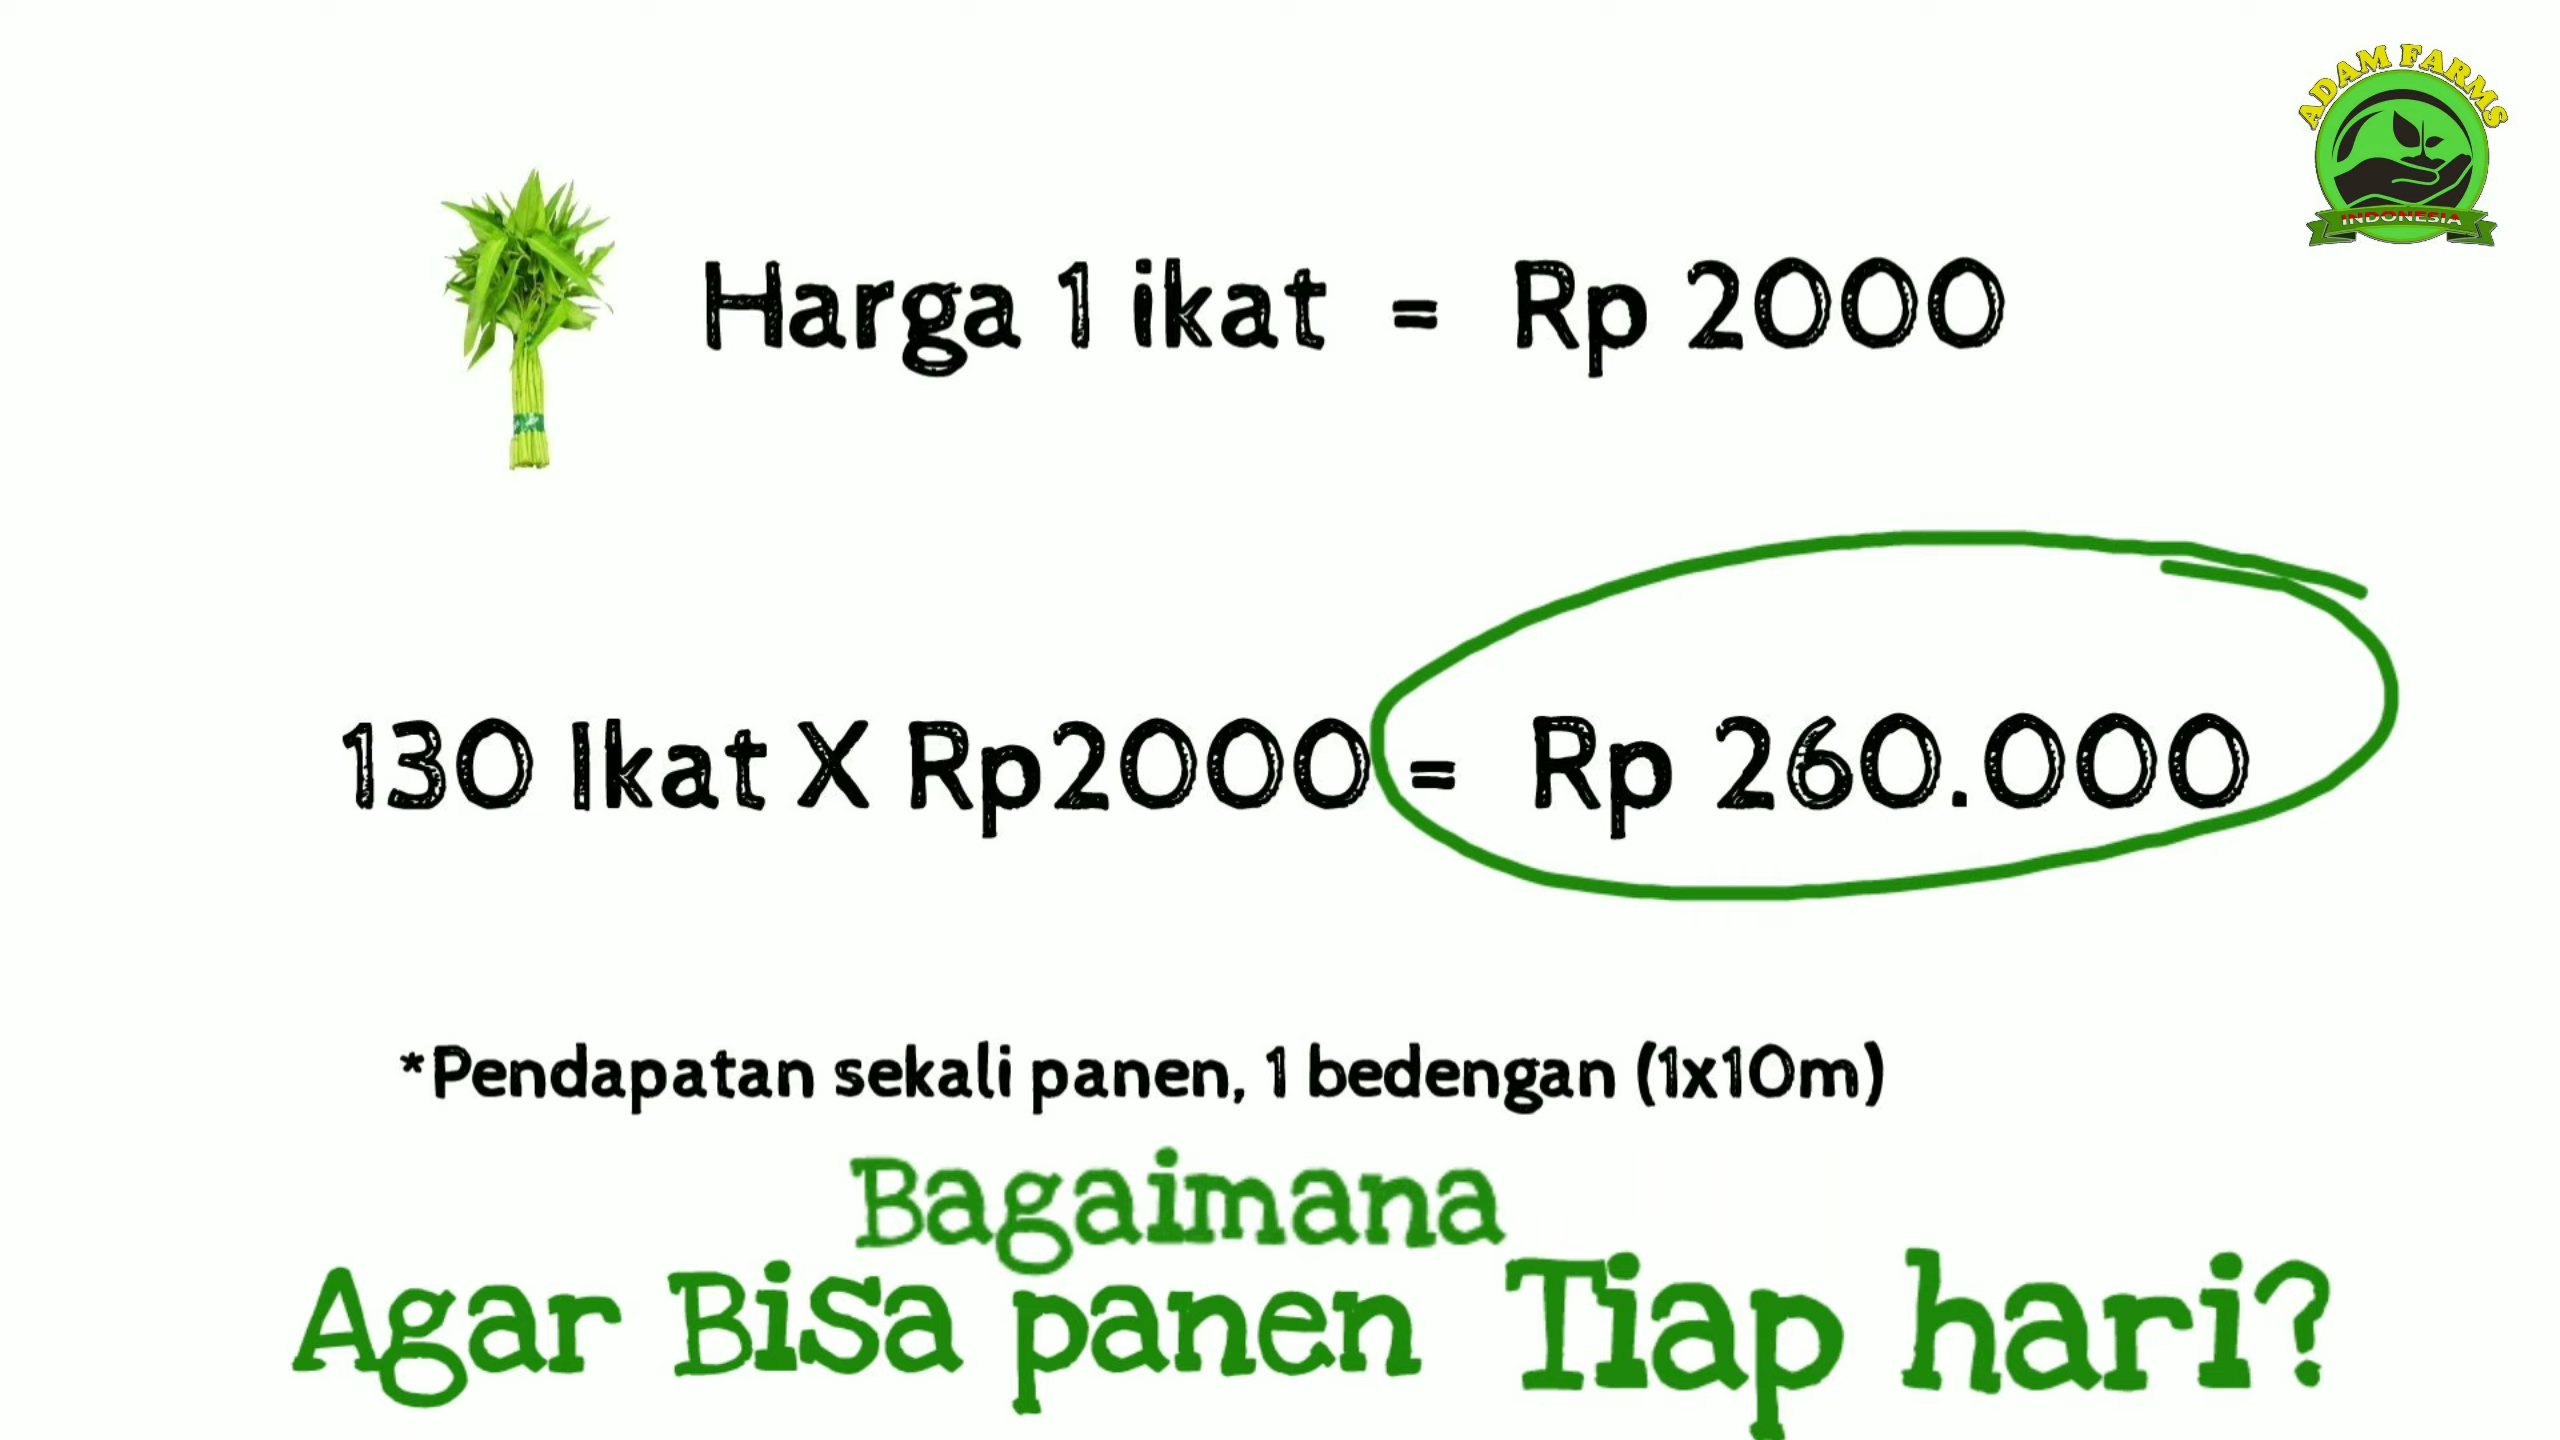 ADAM FARMS
INDONESIA
Harga 1 ikat = Rp 2000
130 Ikat X Rp2000 = Rp 260.000
*Pendapatan sekali panen, 1 bedengan (1x10m)
Bagaimana
Agar Bisa panen Tiap hari?